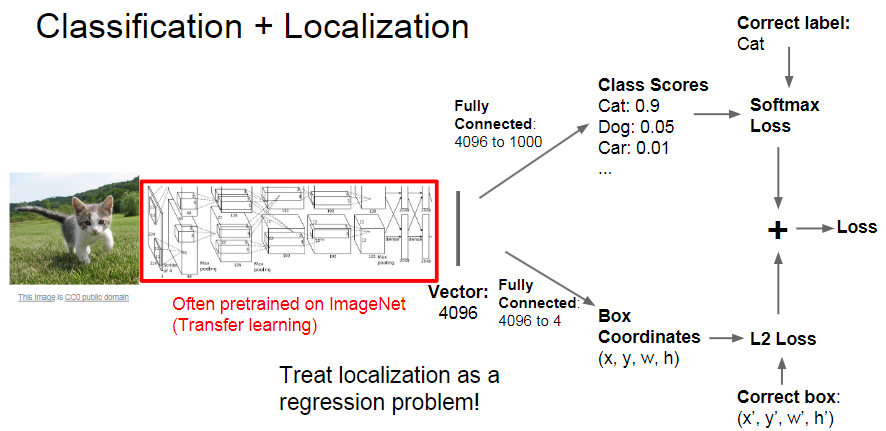 Classification + Localization
Correct label:
Cat
Class Scores
Cat: 0.9
Dog: 0.05
Car: 0.01
...
Softmax
Loss
Fully
Connected:
4096 to 1000
+
Loss
This image is CC0 public domain
Often pretrained on ImageNet
(Transfer learning)
Vector:
4096
Fully
Connected:
4096 to 4
Box
Coordinates
(x, y, w, h)
L2 Loss
Treat localization as a
regression problem!
Correct box:
(x’, y’, w’, h’)